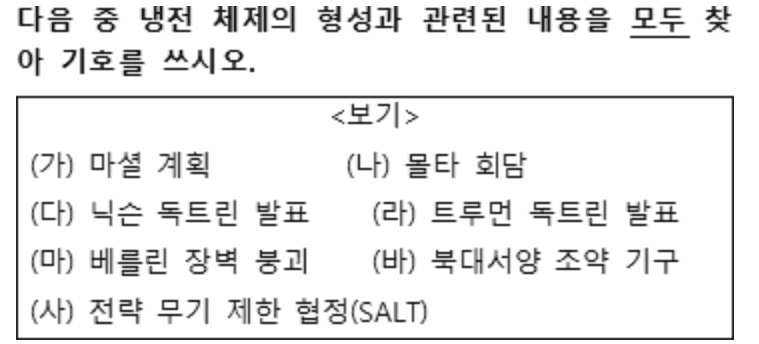 다음 중 냉전 체제의 형성과 관련된 내용을 모두 찾
아 기호를 쓰시오.
<보기>
(가) 마셜 계획 (나) 몰타 회담
(다) 닉슨 독트린 발표 (라) 트루먼 독트린 발표
(마) 베를린 장벽 붕괴 (바) 북대서양 조약 기구
(사) 전략 무기 제한 협정(SALT)